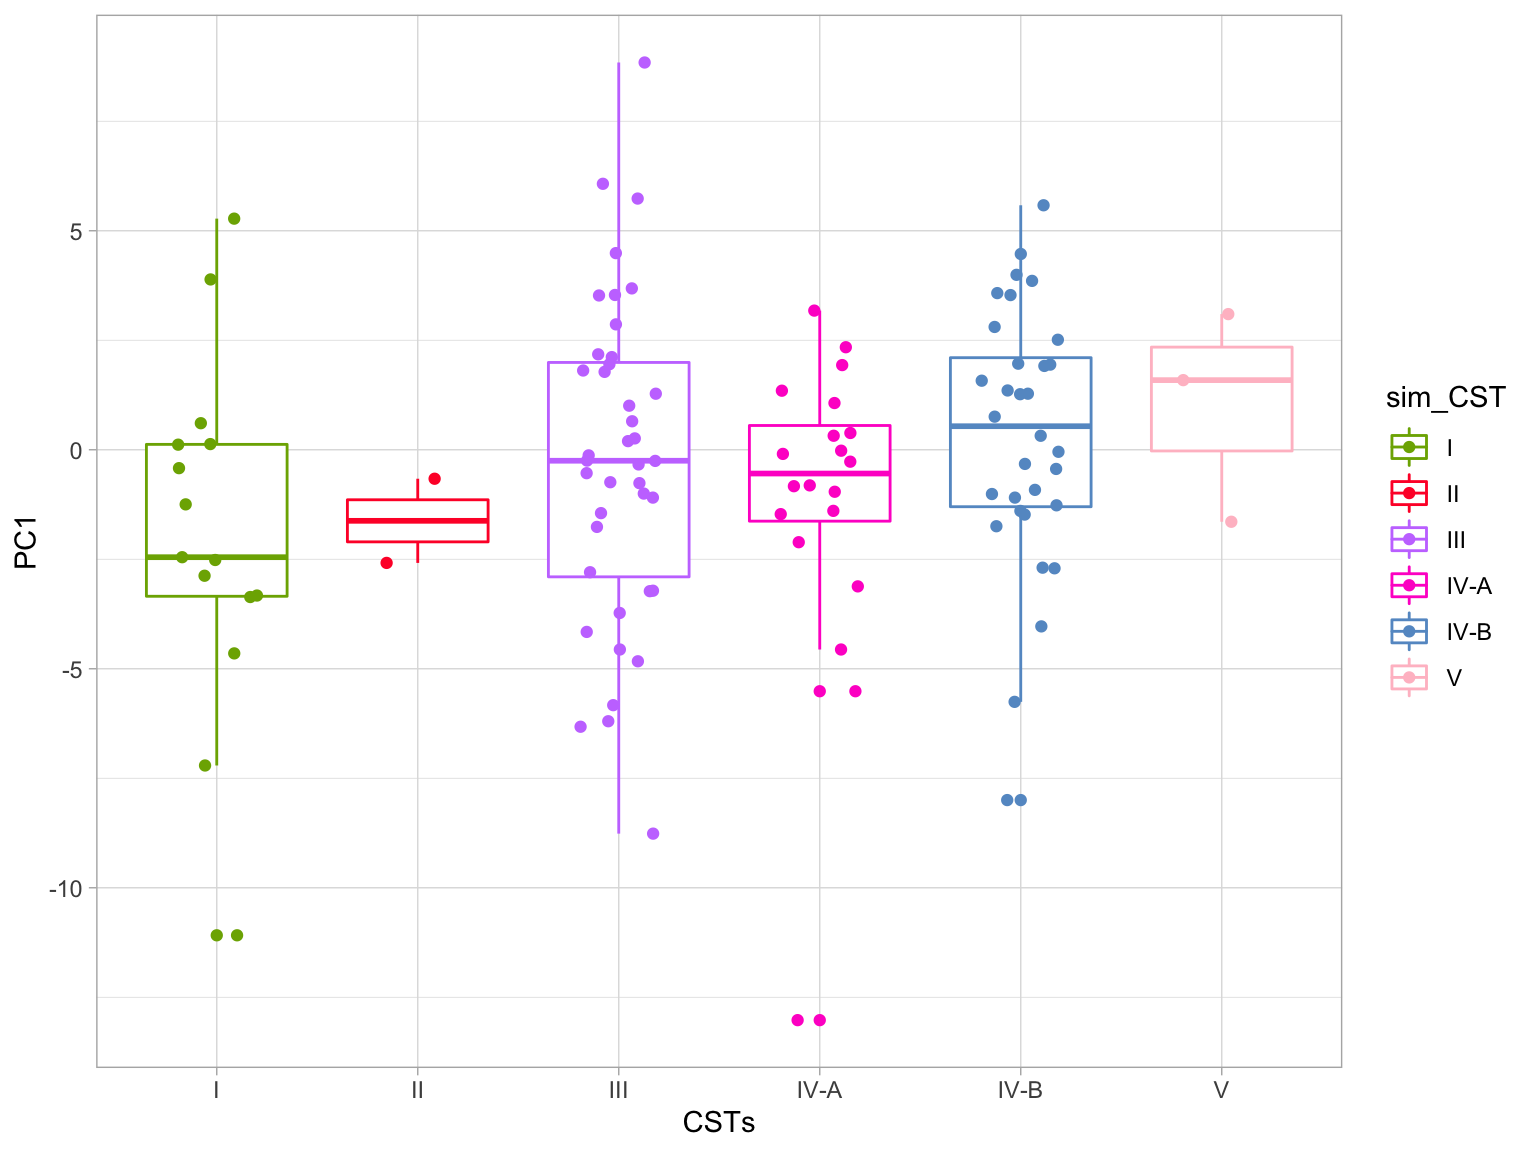 PC1
5
0
-5
-10
I II III IV-A IV-B V
CSTs
sim_CST
I
II
III
IV-A
IV-B
V